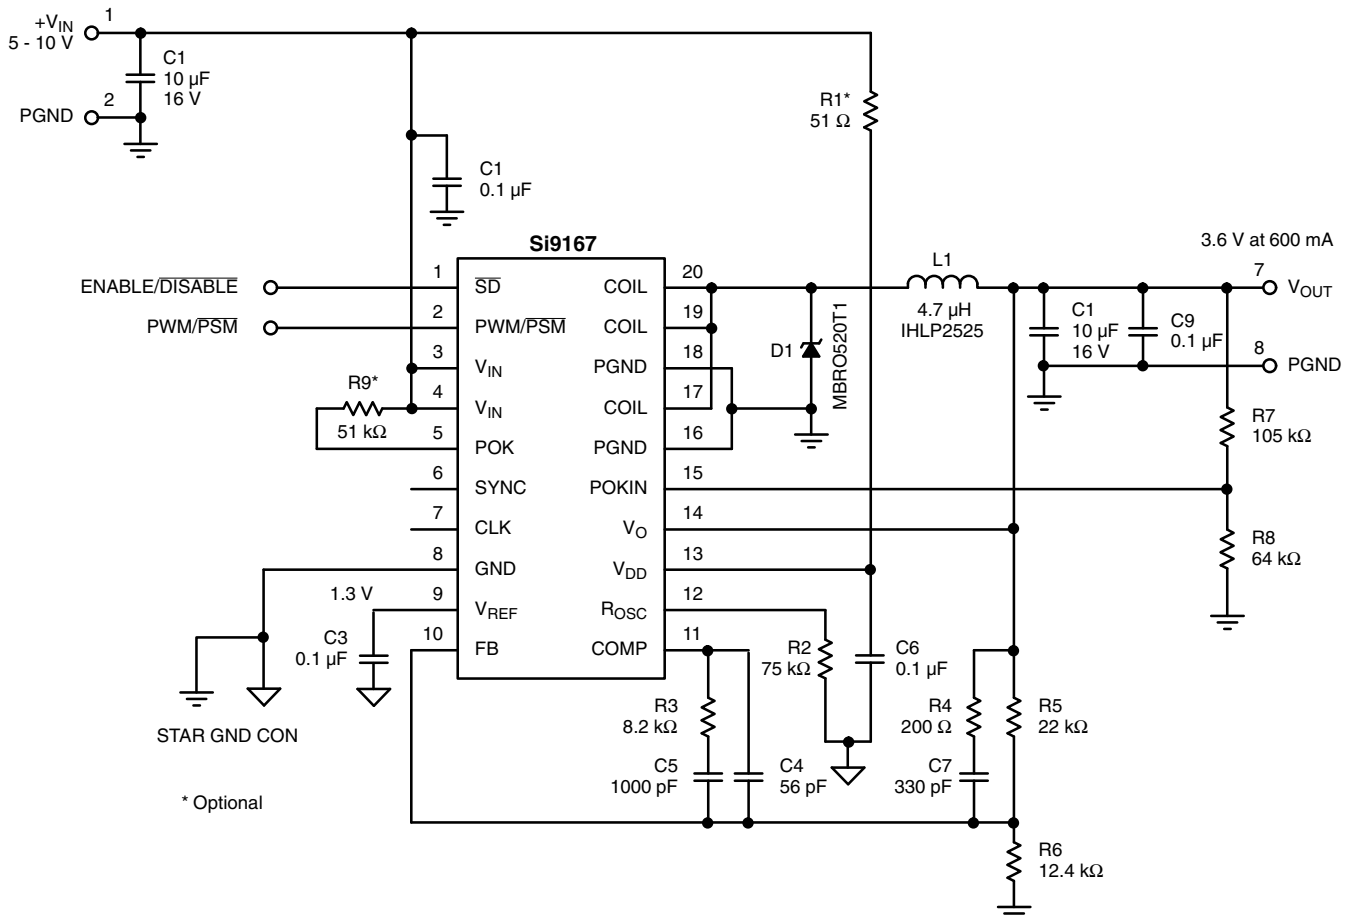 +VIN
5 - 10 V
1
C1
10 µF
16 V
PGND
2
R1*
51 Ω
C1
0.1 µF
Si9167
ENABLE/DISABLE
PWM/PSM
1
SD
2
PWM/PSM
3
VIN
4
VIN
5
POK
6
SYNC
7
CLK
8
GND
9
VREF
10
FB
20
COIL
19
COIL
18
PGND
17
COIL
16
PGND
15
POKIN
14
VO
13
VDD
12
ROSC
11
COMP
R9*
51 kΩ
1.3 V
C3
0.1 µF
STAR GND CON
* Optional
D1
MBRO520T1
L1
4.7 µH
IHLP2525
3.6 V at 600 mA
7
VOUT
8
PGND
C1
10 µF
16 V
C9
0.1 µF
R7
105 kΩ
R8
64 kΩ
R2
75 kΩ
C6
0.1 µF
R3
8.2 kΩ
C5
1000 pF
C4
56 pF
R4
200 Ω
C7
330 pF
R5
22 kΩ
R6
12.4 kΩ